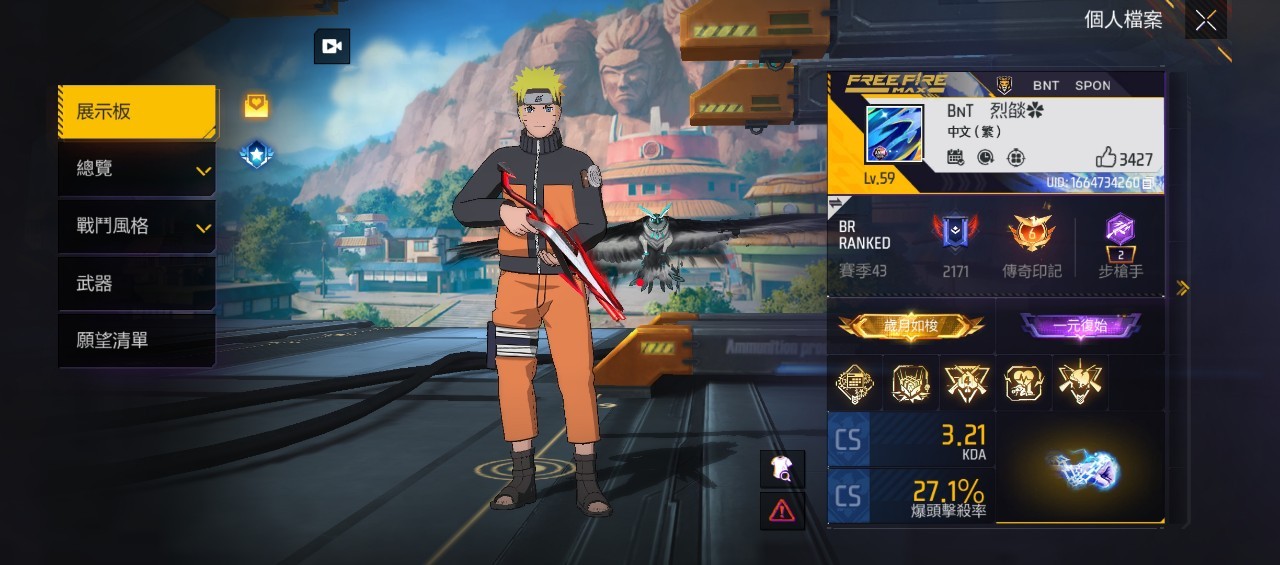 個人檔案
展示板
總覽
戰鬥風格
武器
願望清單
FREE FIRE
MAX
BNT SPON
BNT 烈燄✤
中文(繁)
3427
Lv.59
UID:1664734260
BR
RANKED
賽季43
2171
6
傳奇印記
2
步槍手
歲月如梭
一元復始
CS
3.21
KDA
CS
27.1%
爆頭擊殺率